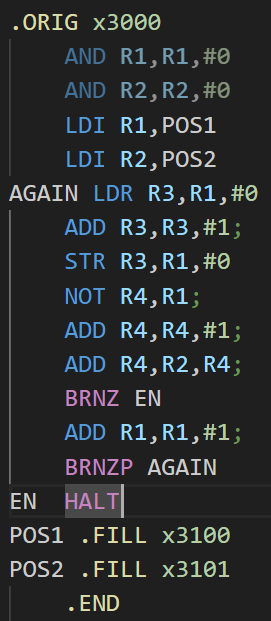 .ORIG x3000
AND R1,R1,#0
AND R2,R2,#0
LDI R1,POS1
LDI R2,POS2
AGAIN LDR R3,R1,#0
ADD R3,R3,#1;
STR R3,R1,#0
NOT R4,R1;
ADD R4,R4,#1;
ADD R4,R2,R4;
BRNZ EN
ADD R1,R1,#1;
BRNZP AGAIN
EN HALT
POS1 .FILL x3100
POS2 .FILL x3101
.END